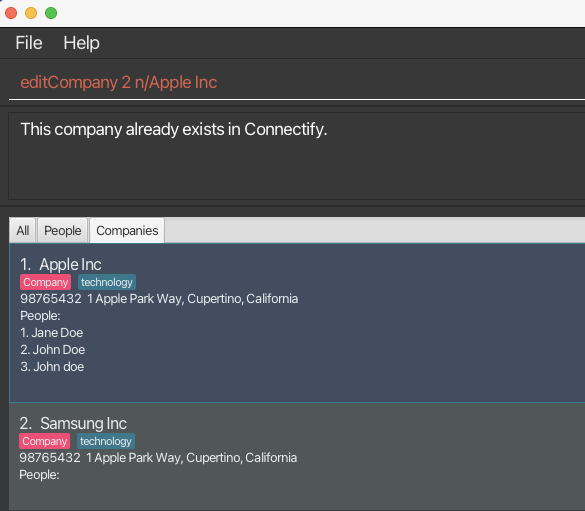 File Help
editCompany 2 n/Apple Inc
This company already exists in Connectify.
All People Companies
1. Apple Inc
Company technology
98765432 1 Apple Park Way, Cupertino, California
People:
1. Jane Doe
2. John Doe
3. John doe
2. Samsung Inc
Company technology
98765432 1 Apple Park Way, Cupertino, California
People: